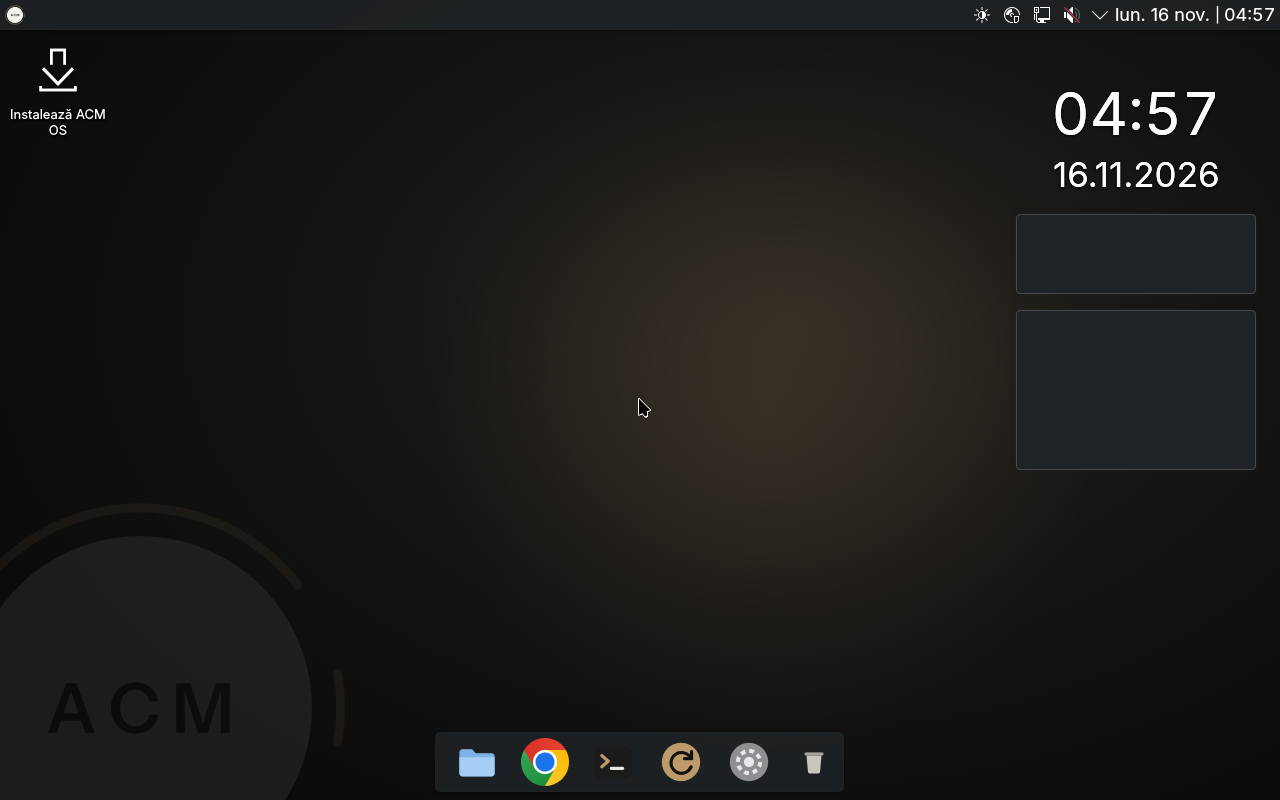 lun. 16 nov. | 04:57
Instalează ACM
OS
04:57
16.11.2026
ACM